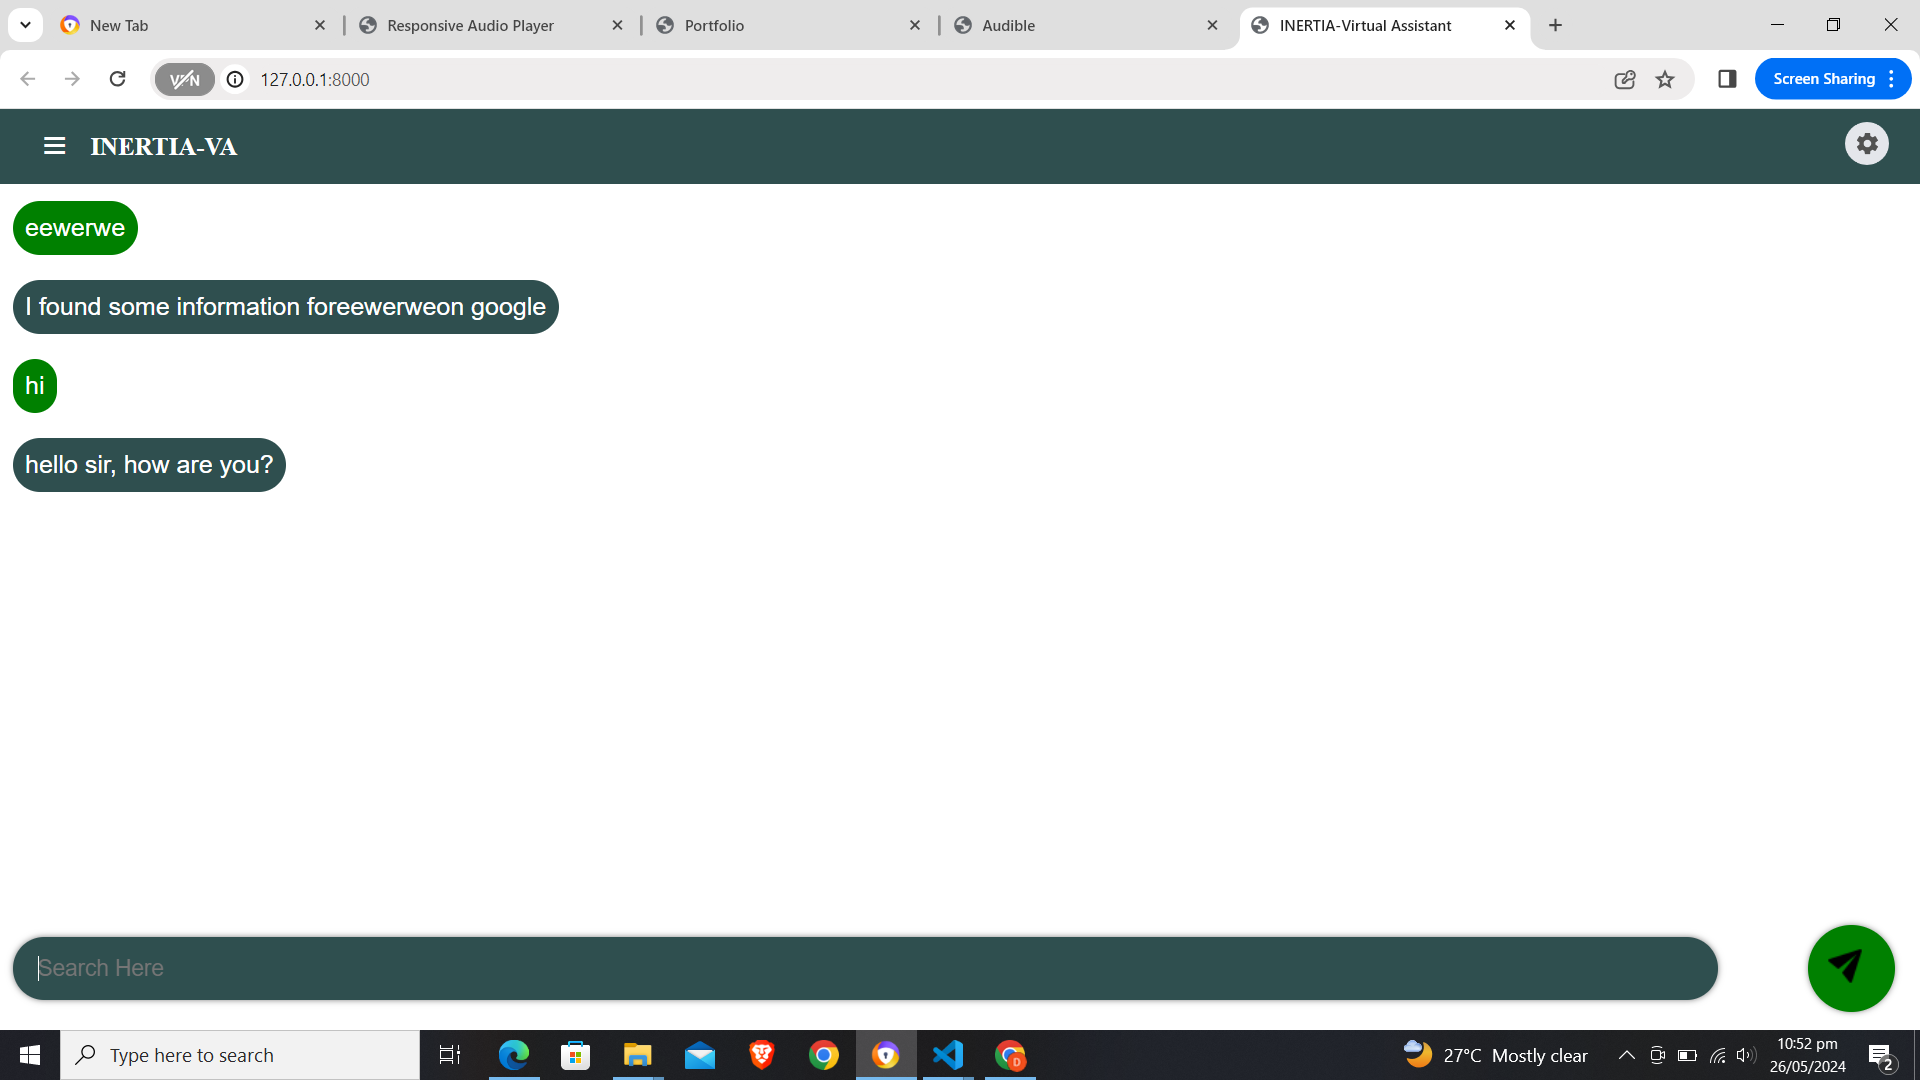 New Tab
Responsive Audio Player
Portfolio
Audible
INERTIA-Virtual Assistant
VPN
127.0.0.1:8000
Screen Sharing
INERTIA-VA
eewerwe
I found some information foreewerweon google
hi
hello sir, how are you?
Search Here
Type here to search
D
27°C Mostly clear
10:52 pm
26/05/2024
2